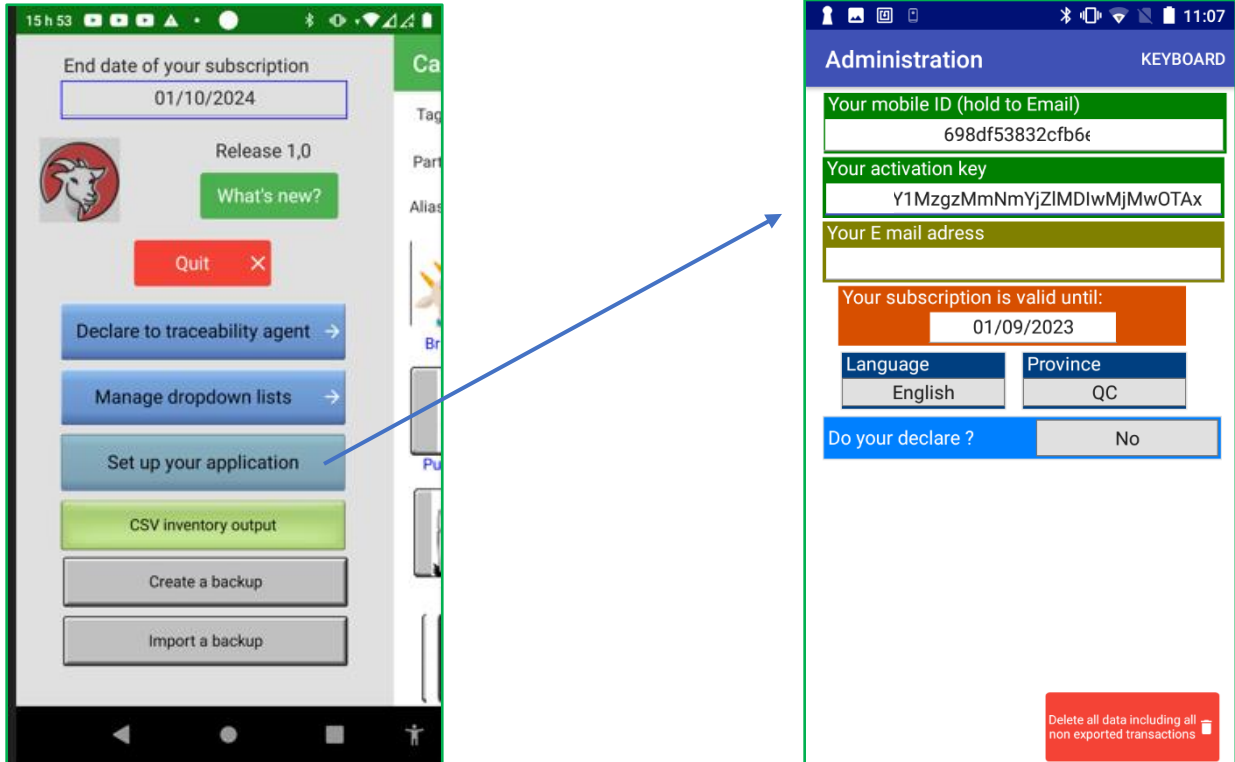 15 h 53
End date of your subscription
01/10/2024
Release 1,0
What's new?
Quit
Declare to traceability agent
Manage dropdown lists
Set up your application
CSV inventory output
Create a backup
Import a backup
Ca
Tag
Part
Alias
Br
Pu
11:07
Administration
KEYBOARD
Your mobile ID (hold to Email)
698df53832cfb6
Your activation key
Y1MzgzMmNmYjZlMDIwMjMwOTAx
Your E mail adress
Your subscription is valid until:
01/09/2023
Language
Province
English
QC
Do your declare ?
No
Delete all data including all
non exported transactions